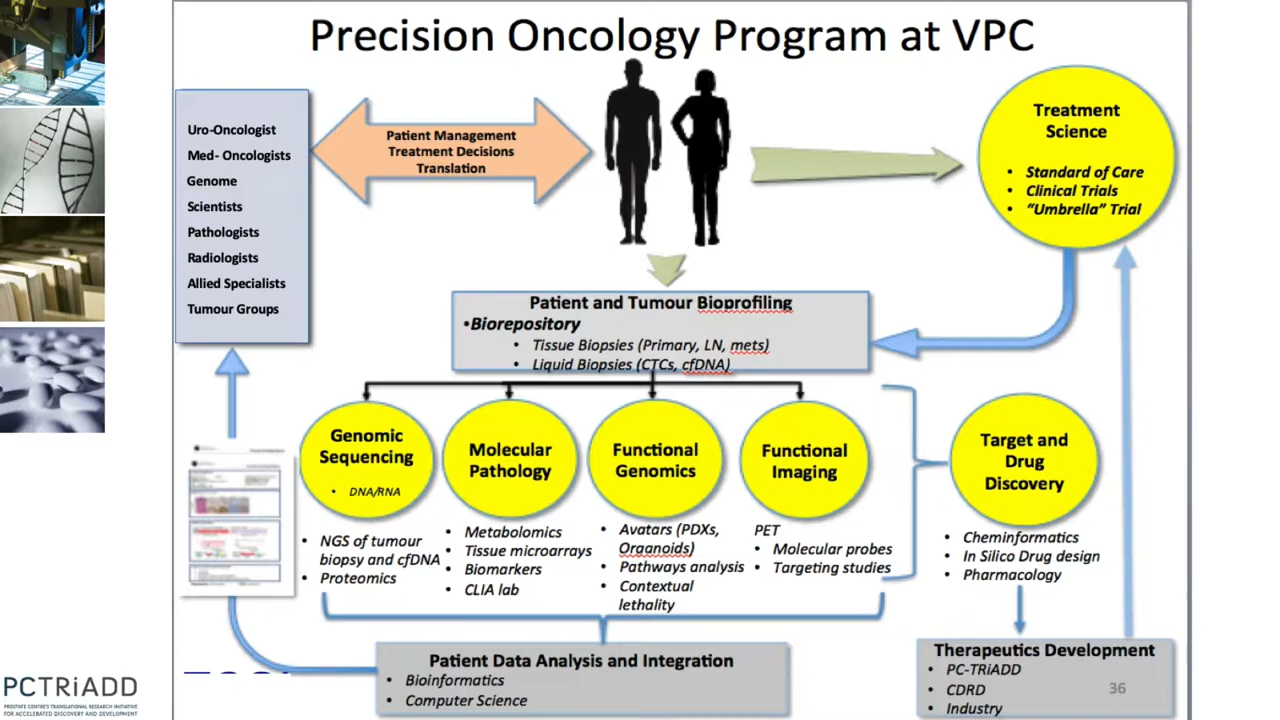 Precision Oncology Program at VPC
Uro-Oncologist
Med- Oncologists
Genome
Scientists
Pathologists
Radiologists
Allied Specialists
Tumour Groups
Patient Management
Treatment Decisions
Translation
Treatment
Science
• Standard of Care
• Clinical Trials
• “Umbrella” Trial
Patient and Tumour Bioprofiling
•Biorepository
• Tissue Biopsies (Primary, LN, mets)
• Liquid Biopsies (CTCs, cfDNA)
Genomic
Sequencing
• DNA/RNA
• NGS of tumour
biopsy and cfDNA
• Proteomics
Molecular
Pathology
• Metabolomics
• Tissue microarrays
• Biomarkers
• CLIA lab
Functional
Genomics
• Avatars (PDXs,
Organoids)
• Pathways analysis
• Contextual
lethality
Functional
Imaging
PET
• Molecular probes
• Targeting studies
Target and
Drug
Discovery
• Cheminformatics
• In Silico Drug design
• Pharmacology
Patient Data Analysis and Integration
• Bioinformatics
• Computer Science
Therapeutics Development
• PC-TRiADD
• CDRD
• Industry
36
PCTRiADD
PROSTATE CENTRE'S TRANSLATIONAL RESEARCH INITIATIVE
FOR ACCELERATED DISCOVERY AND DEVELOPMENT